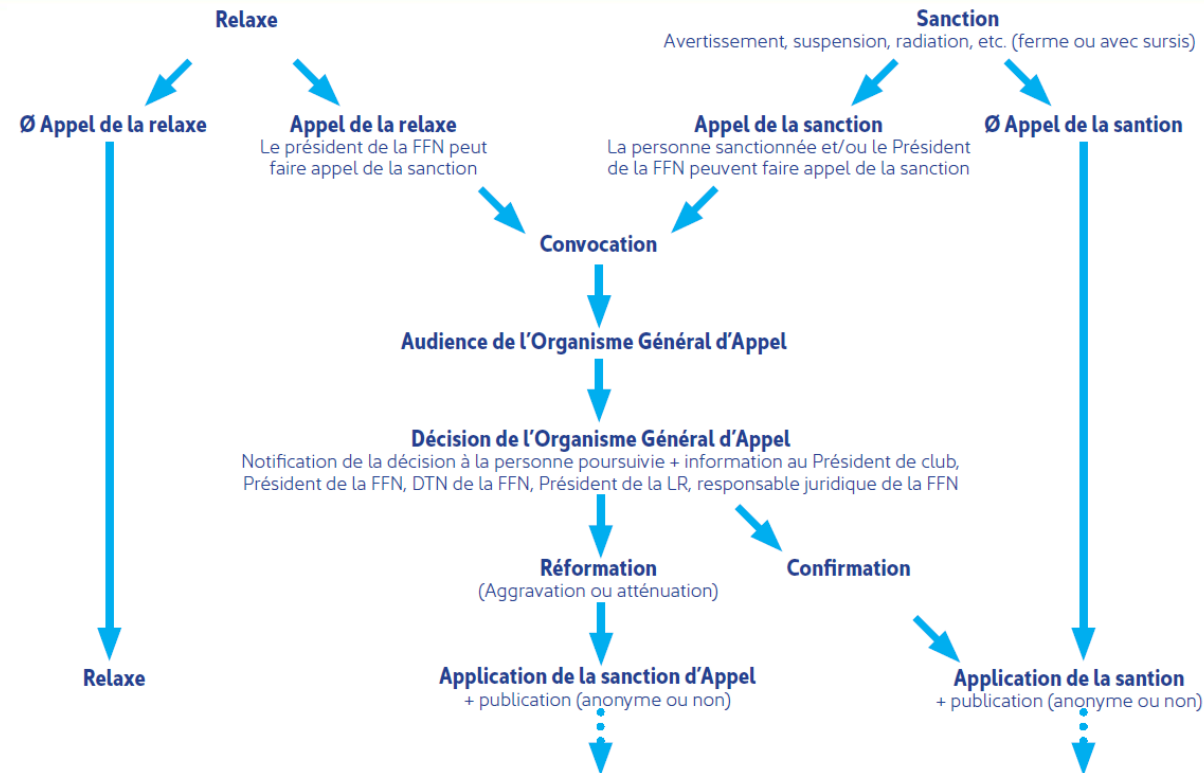 Relaxe
Sanction
Avertissement, suspension, radiation, etc. (ferme ou avec sursis)
Ø Appel de la relaxe
Appel de la relaxe
Le président de la FFN peut
faire appel de la sanction
Appel de la sanction
La personne sanctionnée et/ou le Président
de la FFN peuvent faire appel de la sanction
Ø Appel de la santion
Convocation
Audience de l’Organisme Général d’Appel
Décision de l’Organisme Général d’Appel
Notification de la décision à la personne poursuivie + information au Président de club,
Président de la FFN, DTN de la FFN, Président de la LR, responsable juridique de la FFN
Réformation
(Aggravation ou atténuation)
Confirmation
Relaxe
Application de la sanction d’Appel
+ publication (anonyme ou non)
Application de la santion
+ publication (anonyme ou non)